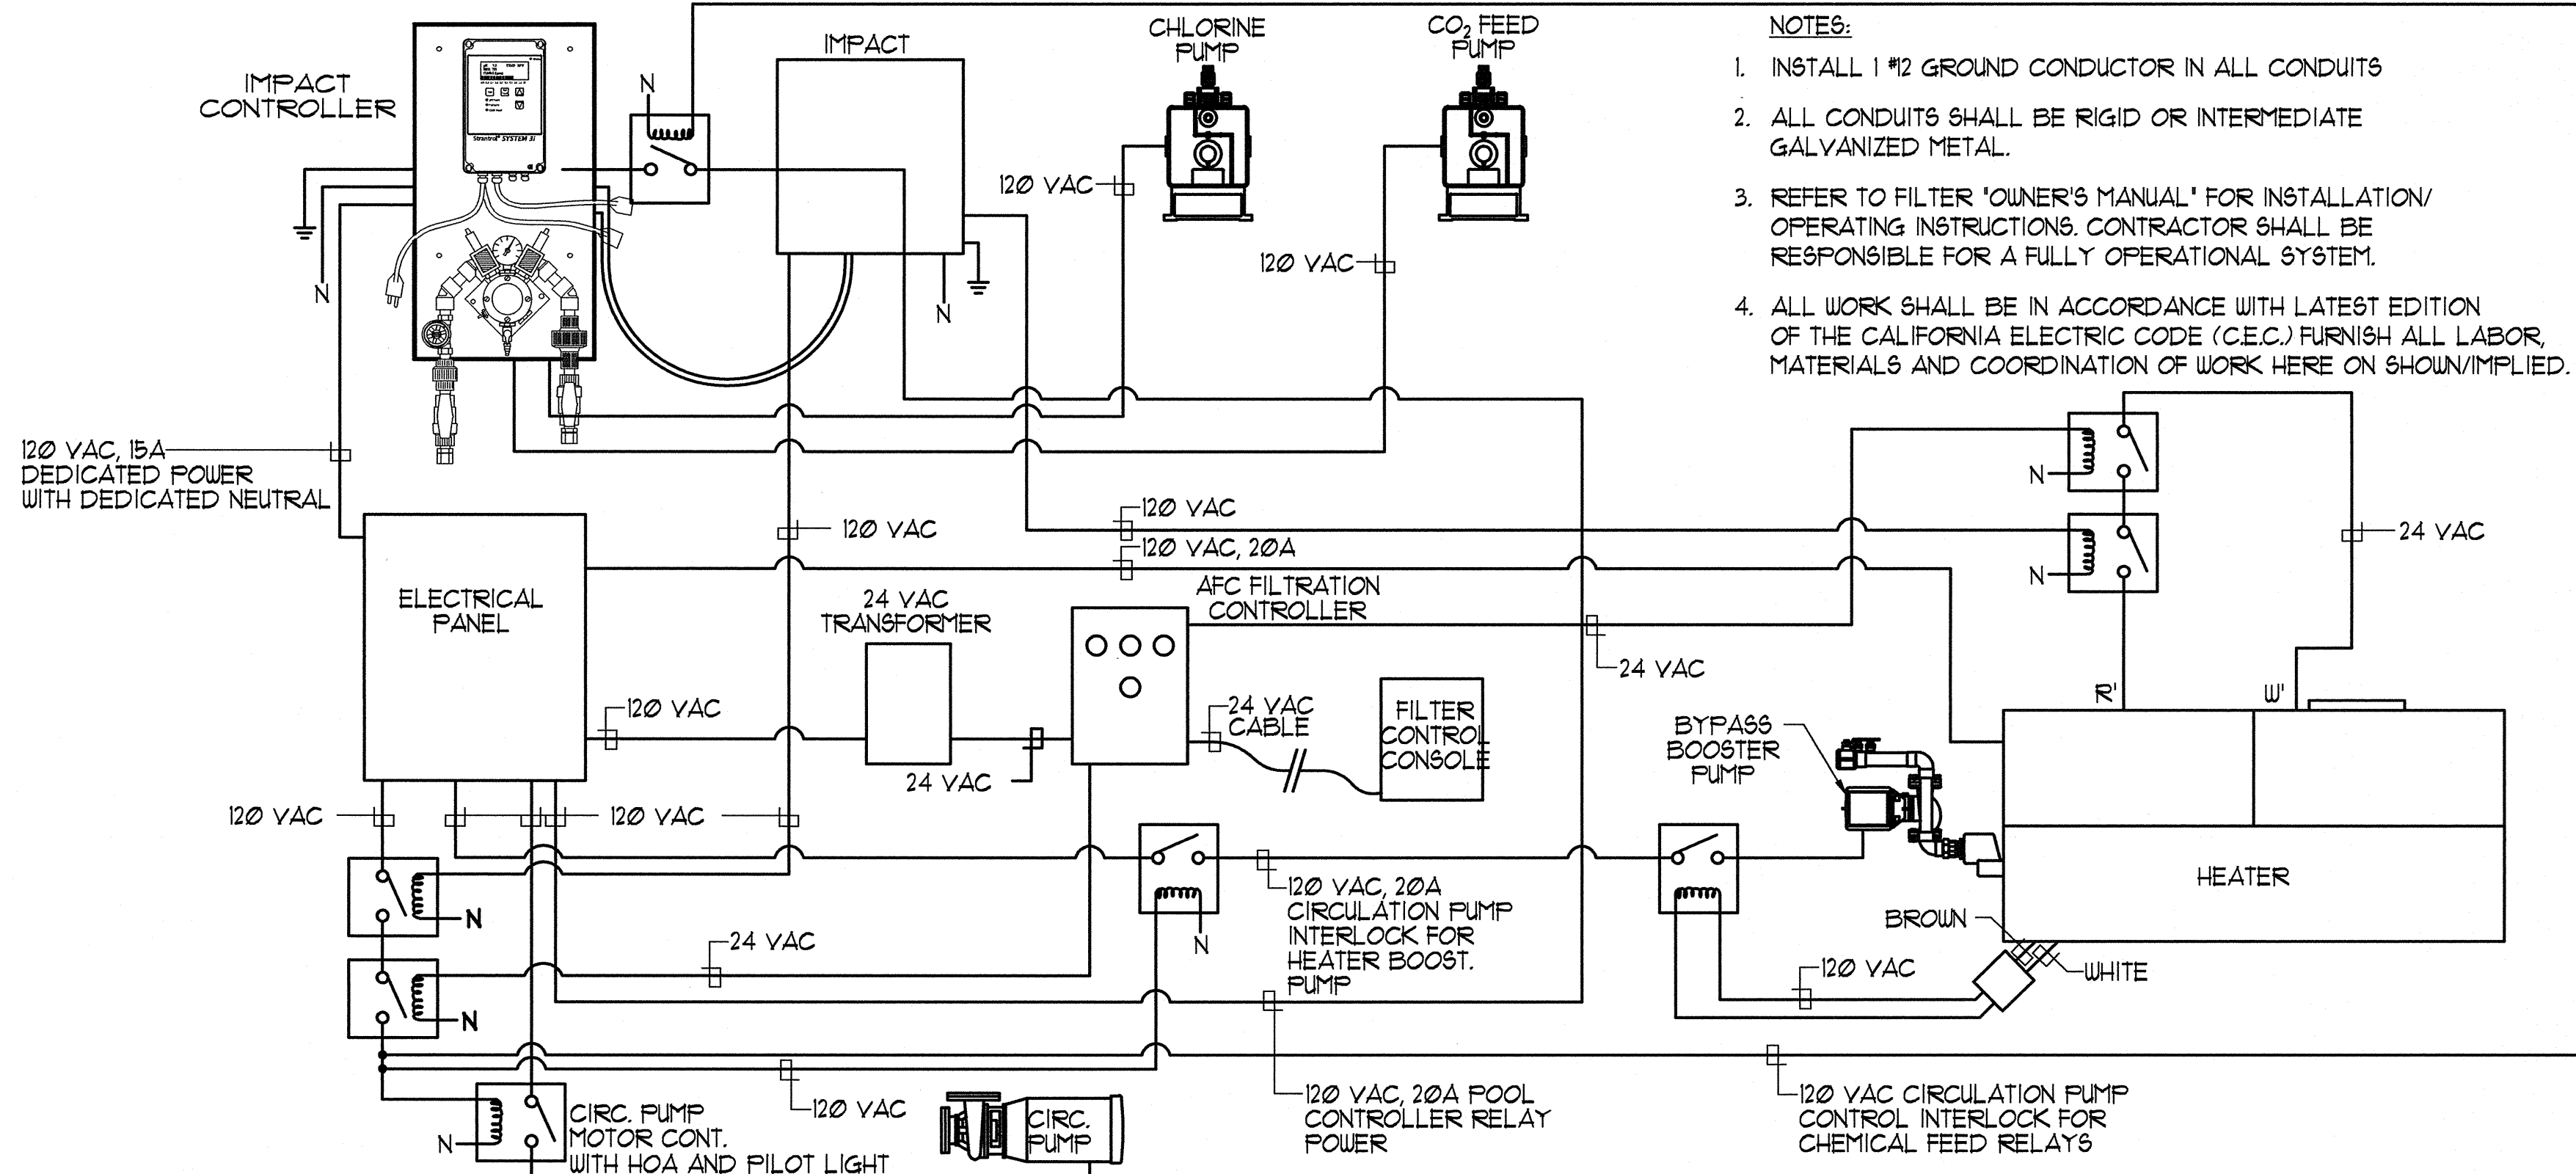 IMPACT
CONTROLLER
Strantrol® SYSTEM 3i
N
N
IMPACT
N
CHLORINE
PUMP
CO₂ FEED
PUMP
120 VAC
120 VAC
NOTES:
1. INSTALL 1 #12 GROUND CONDUCTOR IN ALL CONDUITS
2. ALL CONDUITS SHALL BE RIGID OR INTERMEDIATE
GALVANIZED METAL.
3. REFER TO FILTER "OWNER'S MANUAL" FOR INSTALLATION/
OPERATING INSTRUCTIONS. CONTRACTOR SHALL BE
RESPONSIBLE FOR A FULLY OPERATIONAL SYSTEM.
4. ALL WORK SHALL BE IN ACCORDANCE WITH LATEST EDITION
OF THE CALIFORNIA ELECTRIC CODE (C.E.C.) FURNISH ALL LABOR,
MATERIALS AND COORDINATION OF WORK HERE ON SHOWN/IMPLIED.
120 VAC, 15A
DEDICATED POWER
WITH DEDICATED NEUTRAL
120 VAC
120 VAC
120 VAC, 20A
N
N
24 VAC
ELECTRICAL
PANEL
24 VAC
TRANSFORMER
AFC FILTRATION
CONTROLLER
24 VAC
120 VAC
24 VAC
24 VAC
CABLE
FILTER
CONTROL
CONSOLE
BYPASS
BOOSTER
PUMP
R'
W'
HEATER
BROWN
WHITE
120 VAC
120 VAC
120 VAC
N
N
24 VAC
N
120 VAC, 20A
CIRCULATION PUMP
INTERLOCK FOR
HEATER BOOST.
PUMP
120 VAC
N
CIRC. PUMP
MOTOR CONT.
WITH HOA AND PILOT LIGHT
CIRC.
PUMP
120 VAC, 20A POOL
CONTROLLER RELAY
POWER
120 VAC CIRCULATION PUMP
CONTROL INTERLOCK FOR
CHEMICAL FEED RELAYS